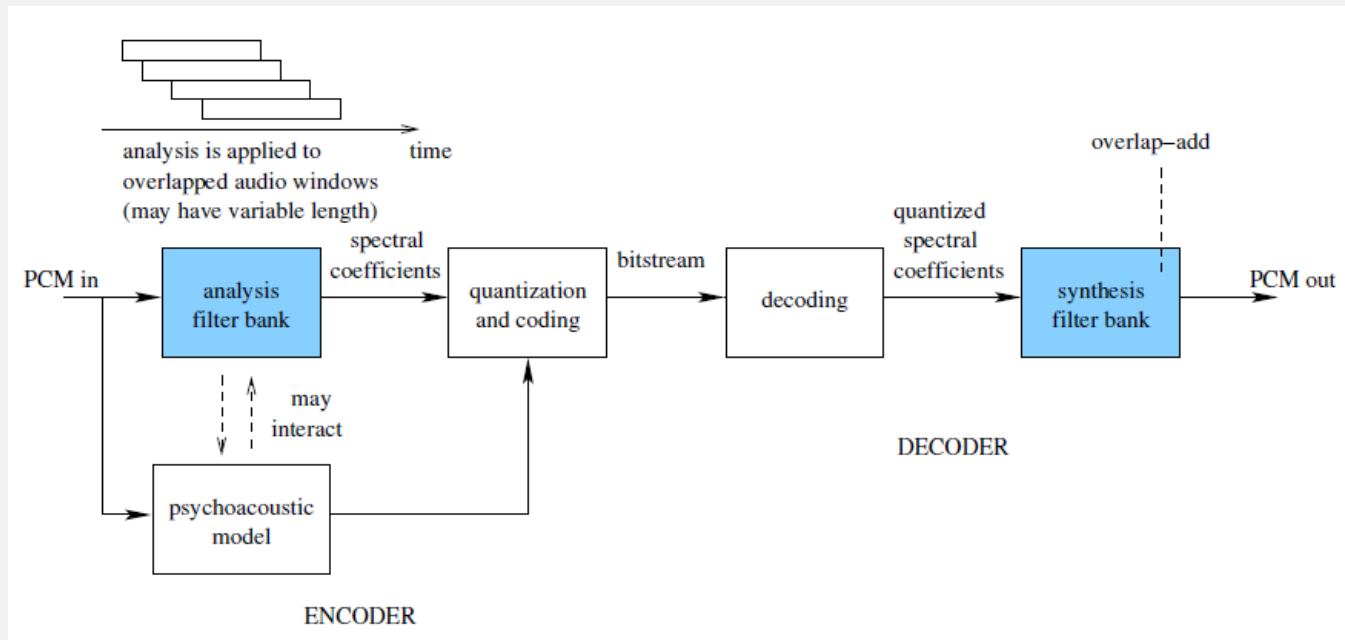 analysis is applied to
overlapped audio windows
(may have variable length)
time
overlap–add
PCM in
analysis
filter bank
spectral
coefficients
quantization
and coding
bitstream
decoding
quantized
spectral
coefficients
synthesis
filter bank
PCM out
may
interact
psychoacoustic
model
ENCODER
DECODER